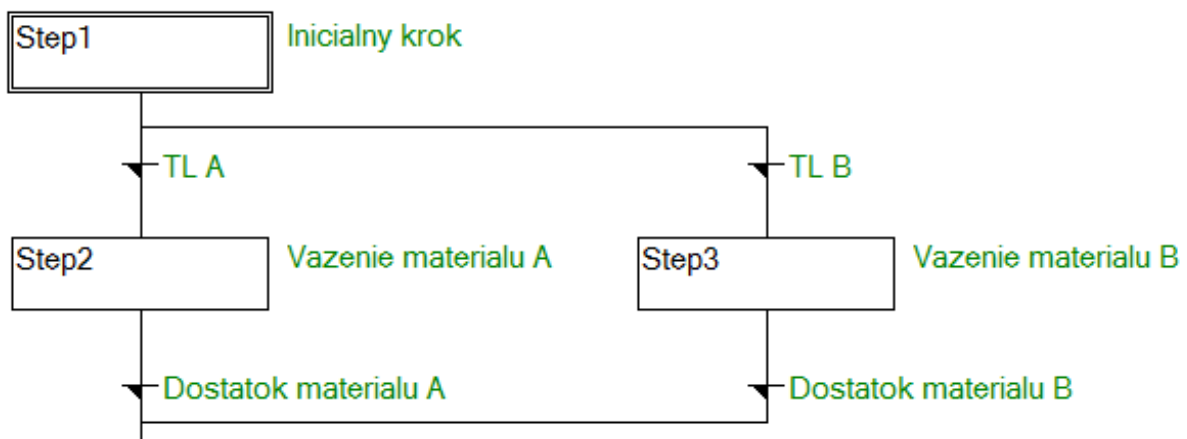 Step1
Inicialny krok
TL A
TL B
Step2
Vazenie materialu A
Step3
Vazenie materialu B
Dostatok materialu A
Dostatok materialu B